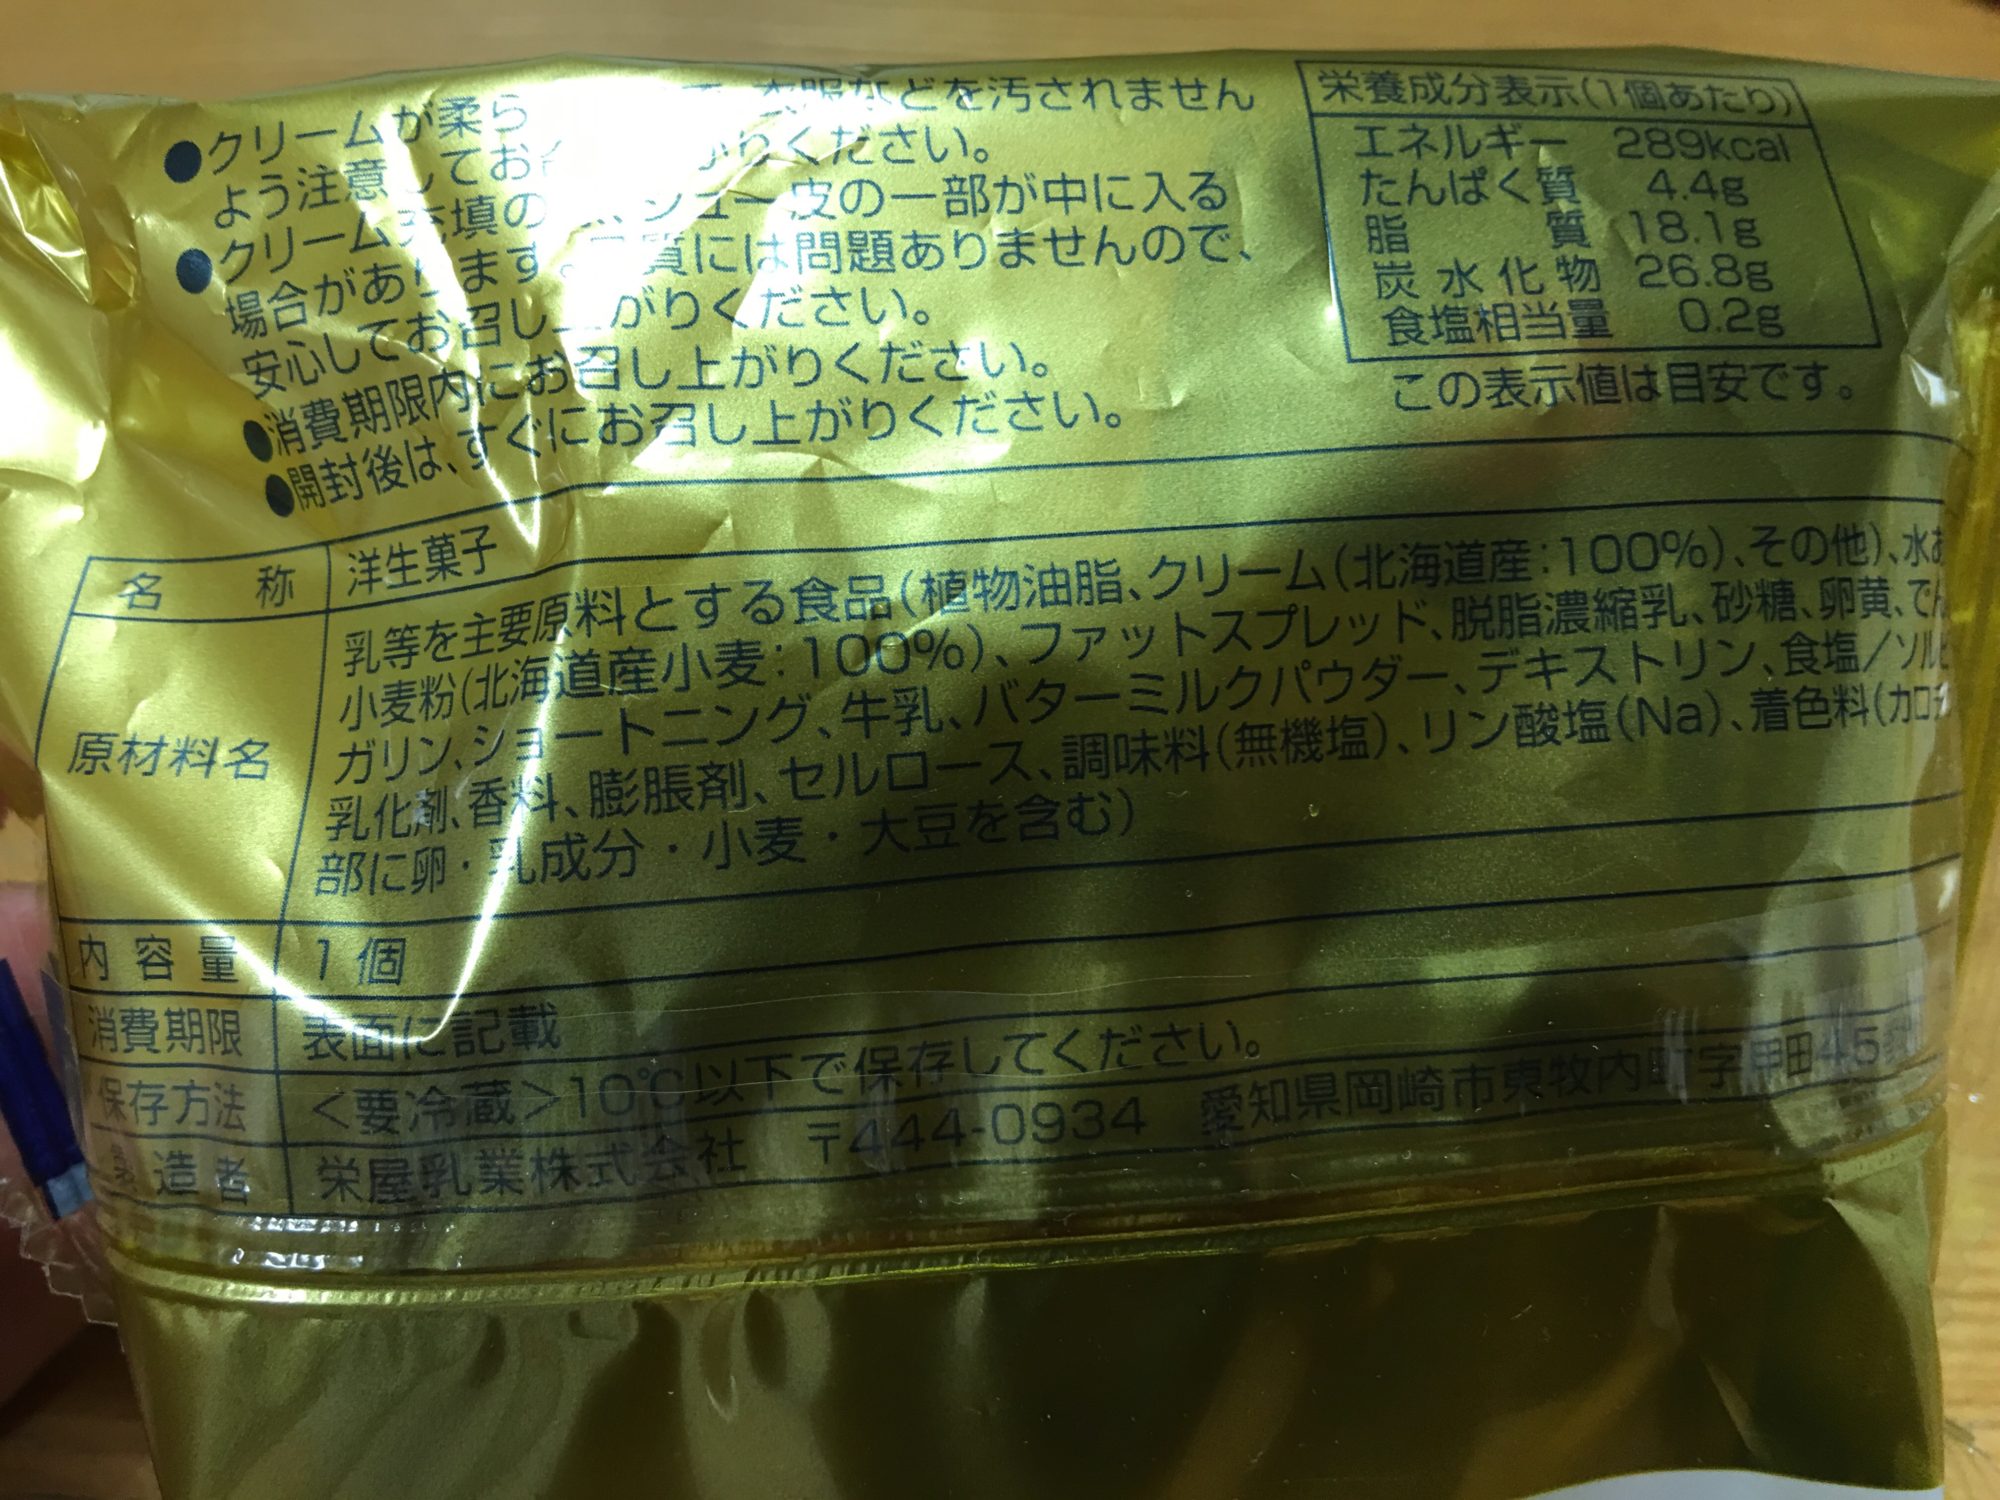 ●クリームが柔ら 衣服などを汚されません
よう注意してお がりください。
●クリーム充填の 、シュー皮の一部が中に入る
場合があります。品質には問題ありませんので、
安心してお召し上がりください。
●消費期限内にお召し上がりください。
●開封後は、すぐにお召し上がりください。
栄養成分表示(1個あたり)
エネルギー 289kcal
たんぱく質 4.4g
脂質 18.1g
炭水化物 26.8g
食塩相当量 0.2g
この表示値は目安です。
名称 洋生菓子
原材料名
乳等を主要原料とする食品(植物油脂、クリーム(北海道産:100%)、その他)、水あ
小麦粉(北海道産小麦:100%)、ファットスプレッド、脱脂濃縮乳、砂糖、卵黄、でん
ガリン、ショートニング、牛乳、バターミルクパウダー、デキストリン、食塩/ソルビ
乳化剤、香料、膨脹剤、セルロース、調味料(無機塩)、リン酸塩(Na)、着色料(カロチ
部に卵・乳成分・小麦・大豆を含む)
内容量 1個
消費期限 表面に記載
保存方法 <要冷蔵>10℃以下で保存してください。
製造者 栄屋乳業株式会社 〒444-0934 愛知県岡崎市東牧内町字甲田45